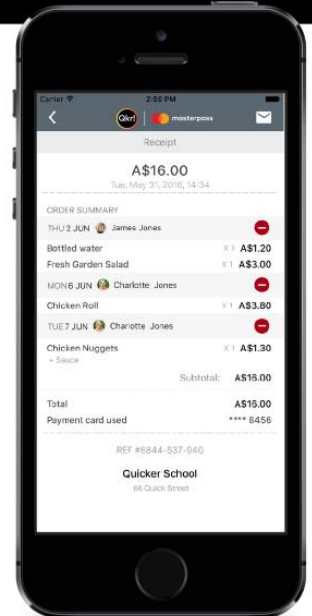 Carrier 2:50 PM
Qkr! masterpass
Receipt
A$16.00
Tue, May 31, 2016, 14:34
ORDER SUMMARY
THU 2 JUN James Jones
Bottled water X 1 A$1.20
Fresh Garden Salad X 1 A$3.00
MON 6 JUN Charlotte Jones
Chicken Roll X 1 A$3.80
TUE 7 JUN Charlotte Jones
Chicken Nuggets X 1 A$1.30
- Sauce
Subtotal: A$16.00
Total A$16.00
Payment card used **** 8456
REF #6844-537-940
Quicker School
66 Quick Street